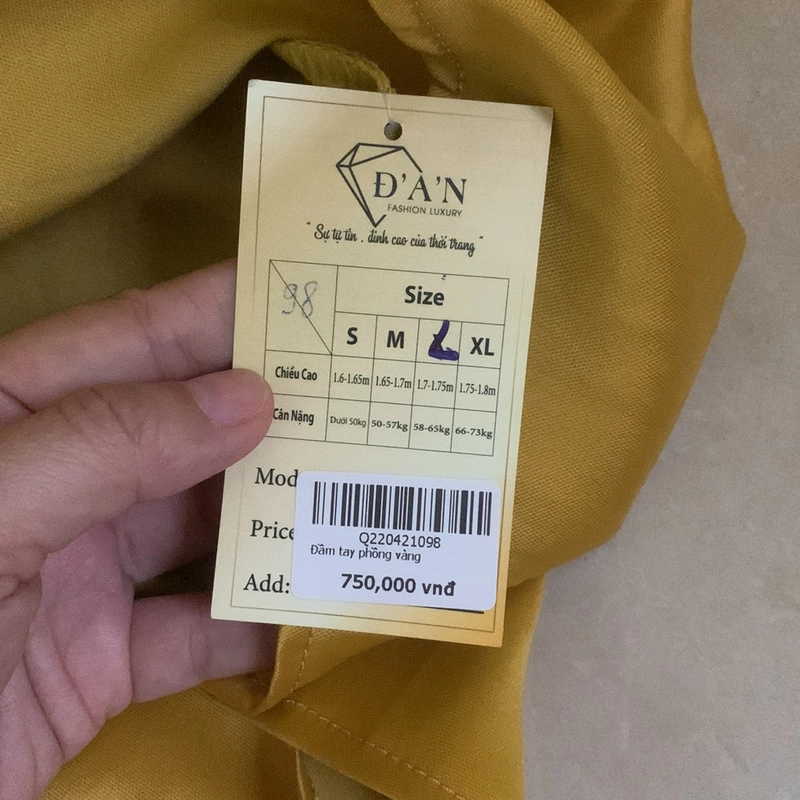 Đ'A'N
FASHION LUXURY
"Sự tự tin . đỉnh cao của thời trang"
98
Size
S M L XL
Chiều Cao 1.6-1.65m 1.65-1.7m 1.7-1.75m 1.75-1.8m
Cân Nặng Dưới 50kg 50-57kg 58-65kg 66-73kg
Mod
Price
Q220421098
Đầm tay phồng vàng
Add:
750,000 vnđ